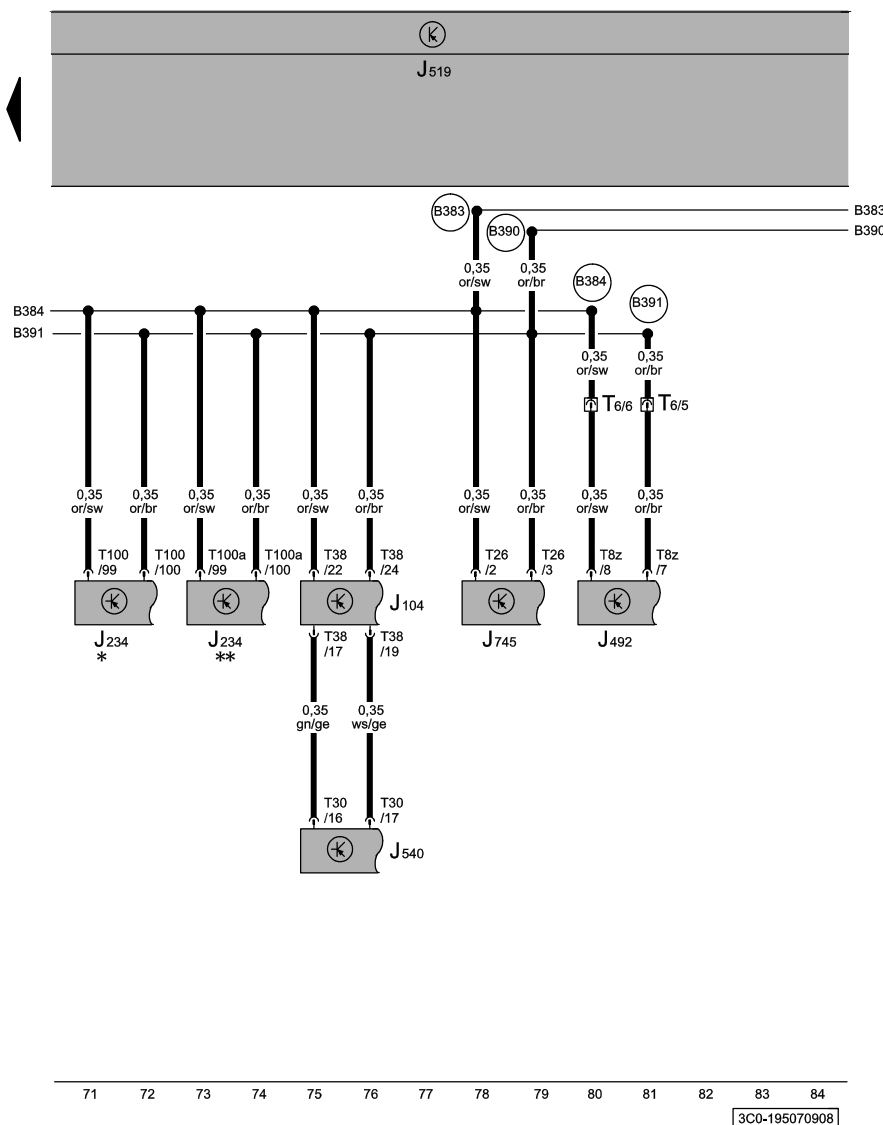 J519
B383
B383
B390
B390
0,35 or/sw
0,35 or/br
B384
B391
B384
B391
0,35 or/sw
0,35 or/br
T6/6
T6/5
0,35 or/sw
0,35 or/br
0,35 or/sw
0,35 or/br
0,35 or/sw
0,35 or/br
0,35 or/sw
0,35 or/br
0,35 or/sw
0,35 or/br
T100 /99
T100 /100
T100a /99
T100a /100
T38 /22
T38 /24
T26 /2
T26 /3
T8z /8
T8z /7
J234 *
J234 **
J104
J745
J492
T38 /17
T38 /19
0,35 gn/ge
0,35 ws/ge
T30 /16
T30 /17
J540
71 72 73 74 75 76 77 78 79 80 81 82 83 84
3C0-195070908